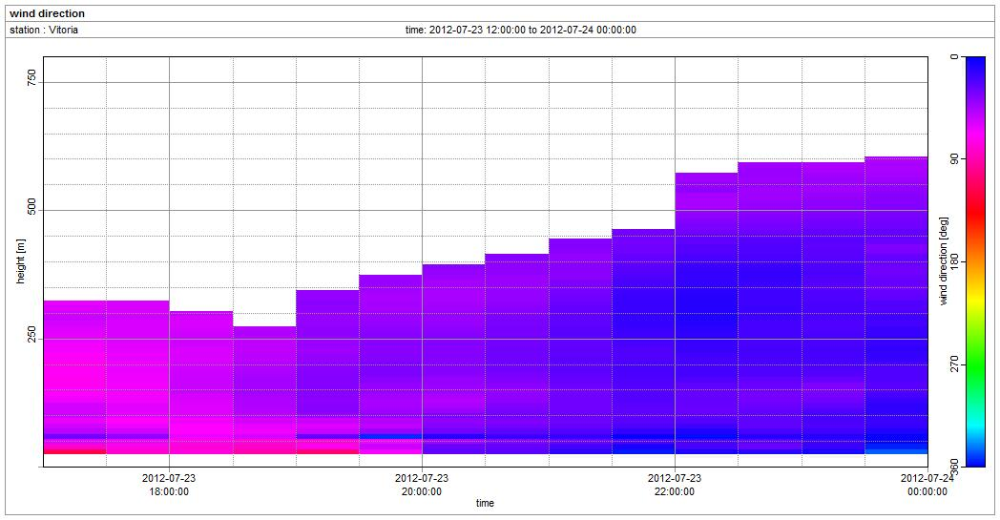 wind direction
station : Vitoria
time: 2012-07-23 12:00:00 to 2012-07-24 00:00:00
750
500
250
height [m]
0
90
180
270
360
wind direction [deg]
2012-07-23
18:00:00
2012-07-23
20:00:00
2012-07-23
22:00:00
2012-07-24
00:00:00
time